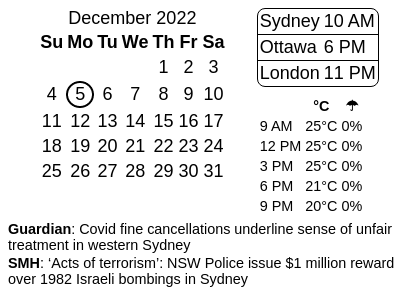 December 2022
Su Mo Tu We Th Fr Sa
1 2 3
4 5 6 7 8 9 10
11 12 13 14 15 16 17
18 19 20 21 22 23 24
25 26 27 28 29 30 31
Sydney 10 AM
Ottawa 6 PM
London 11 PM
°C ☂
9 AM 25°C 0%
12 PM 25°C 0%
3 PM 25°C 0%
6 PM 21°C 0%
9 PM 20°C 0%
Guardian: Covid fine cancellations underline sense of unfair
treatment in western Sydney
SMH: ‘Acts of terrorism’: NSW Police issue $1 million reward
over 1982 Israeli bombings in Sydney